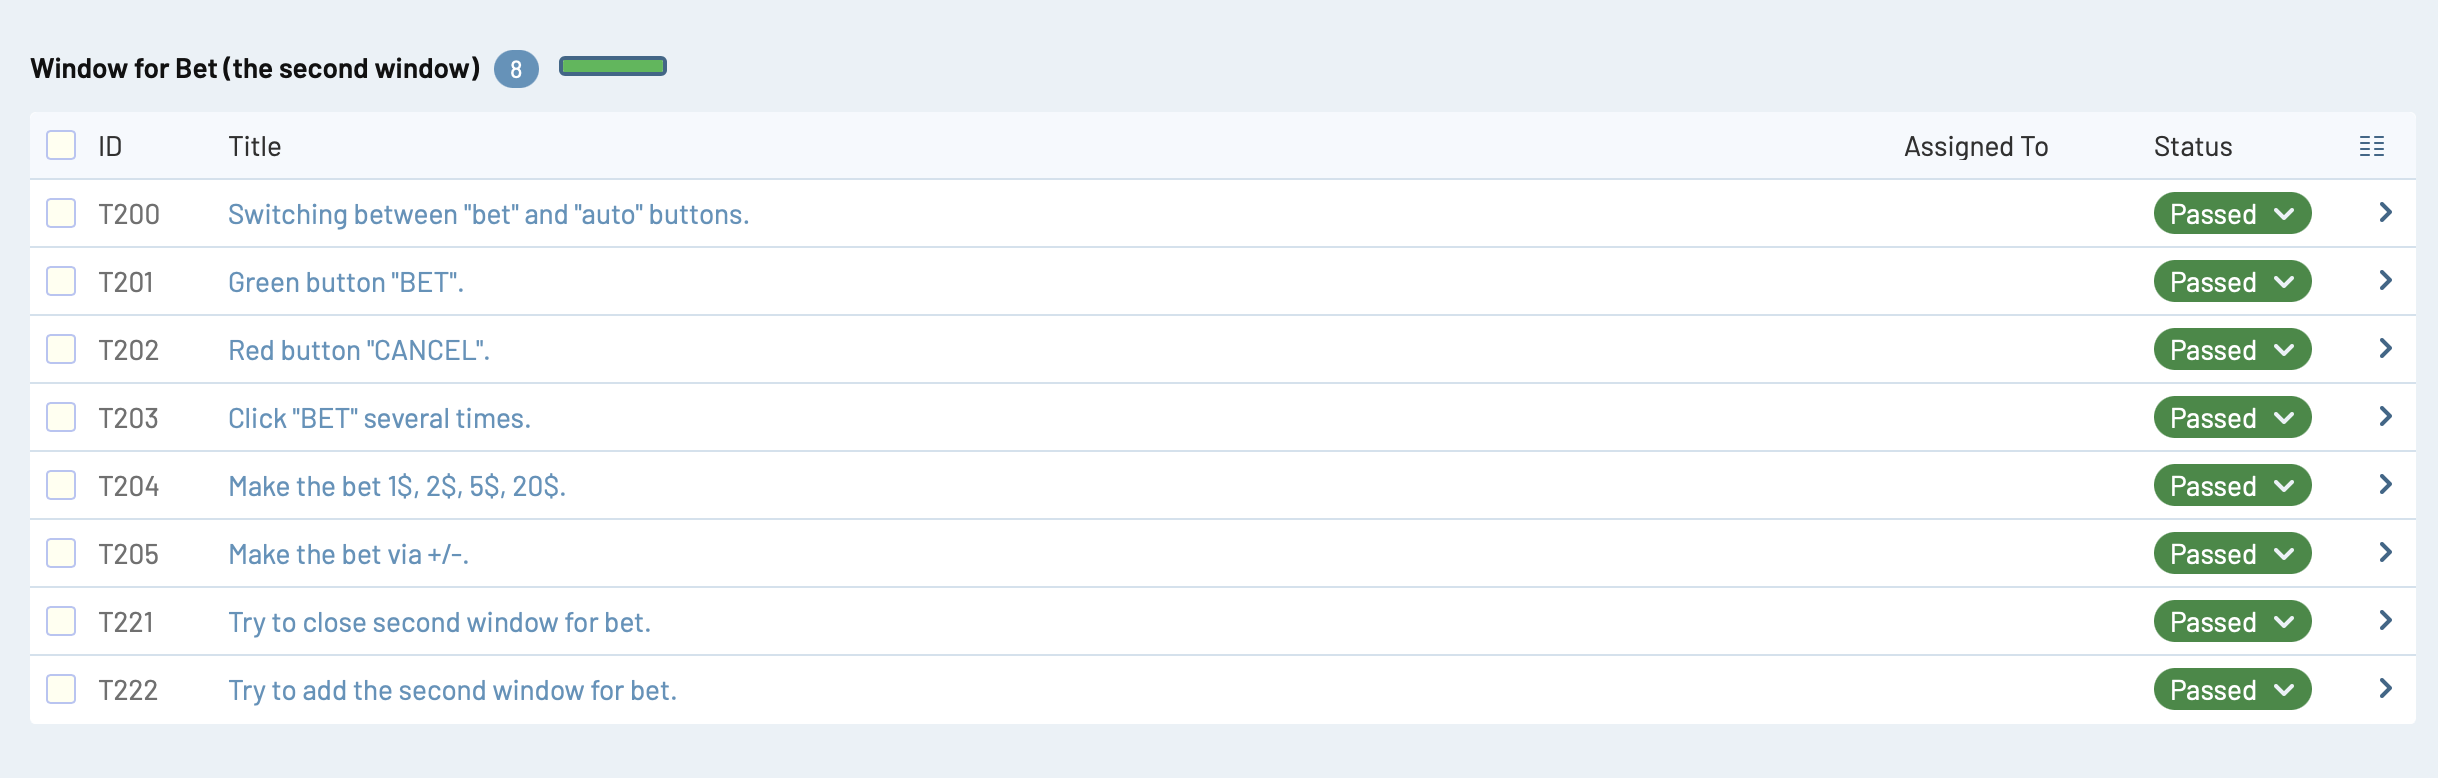 Window for Bet (the second window) 8
ID Title Assigned To Status
T200 Switching between "bet" and "auto" buttons. Passed
T201 Green button "BET". Passed
T202 Red button "CANCEL". Passed
T203 Click "BET" several times. Passed
T204 Make the bet 1$, 2$, 5$, 20$. Passed
T205 Make the bet via +/-. Passed
T221 Try to close second window for bet. Passed
T222 Try to add the second window for bet. Passed